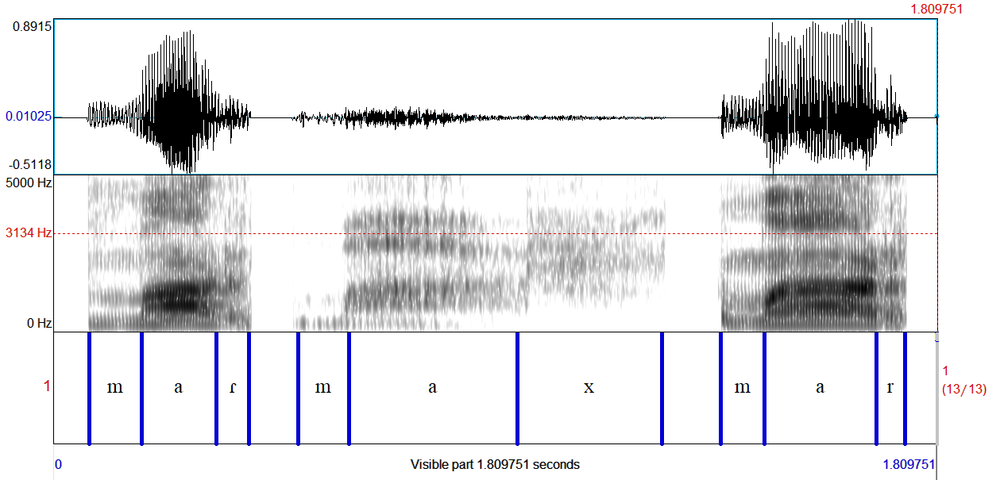 1.809751
0.8915
0.01025
-0.5118
5000 Hz
3134 Hz
0 Hz
1 m a ɾ m a x m a r 1
(13/13)
0 Visible part 1.809751 seconds 1.809751